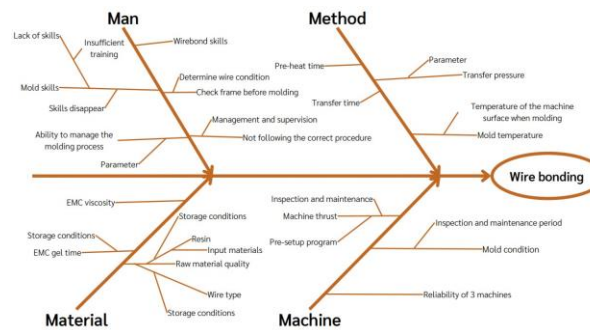 Man
Method
Lack of skills
Insufficient
training
Wirebond skills
Mold skills
Skills disappear
Determine wire condition
Check frame before molding
Management and supervision
Ability to manage the
molding process
Not following the correct procedure
Parameter
Pre-heat time
Parameter
Transfer pressure
Transfer time
Temperature of the machine
surface when molding
Mold temperature
Wire bonding
EMC viscosity
Storage conditions
Storage conditions
EMC gel time
Resin
Input materials
Raw material quality
Wire type
Storage conditions
Inspection and maintenance
Machine thrust
Pre-setup program
Inspection and maintenance period
Mold condition
Reliability of 3 machines
Material
Machine